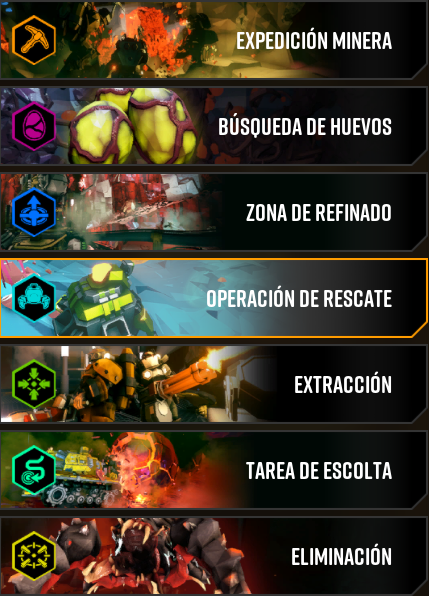 EXPEDICIÓN MINERA
BÚSQUEDA DE HUEVOS
ZONA DE REFINADO
OPERACIÓN DE RESCATE
EXTRACCIÓN
TAREA DE ESCOLTA
ELIMINACIÓN